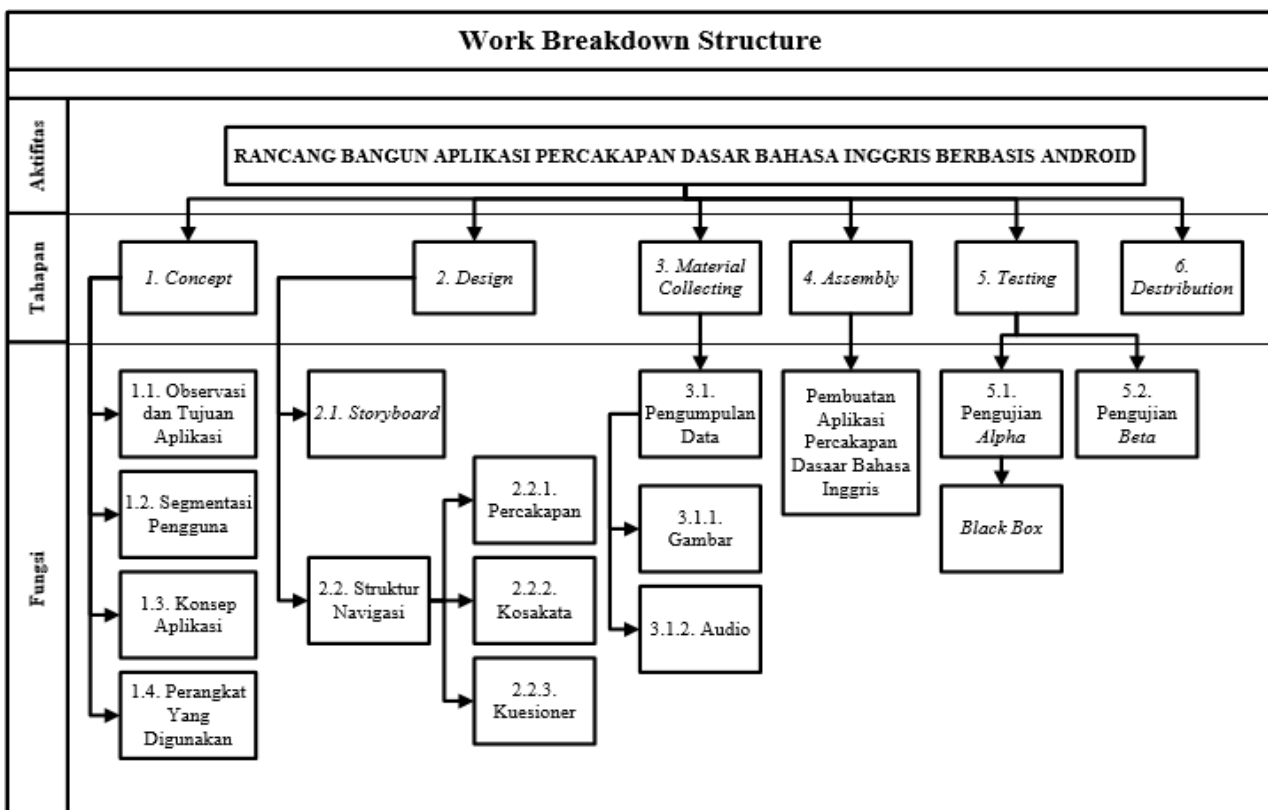 Work Breakdown Structure
Aktifitas
RANCANG BANGUN APLIKASI PERCAKAPAN DASAR BAHASA INGGRIS BERBASIS ANDROID
Tahapan
1. Concept
2. Design
3. Material
Collecting
4. Assembly
5. Testing
6.
Destribution
Fungsi
1.1. Observasi
dan Tujuan
Aplikasi
1.2. Segmentasi
Pengguna
1.3. Konsep
Aplikasi
1.4. Perangkat
Yang
Digunakan
2.1. Storyboard
2.2. Struktur
Navigasi
2.2.1.
Percakapan
2.2.2.
Kosakata
2.2.3.
Kuesioner
3.1.
Pengumpulan
Data
3.1.1.
Gambar
3.1.2. Audio
Pembuatan
Aplikasi
Percakapan
Dasaar Bahasa
Inggris
5.1.
Pengujian
Alpha
Black Box
5.2.
Pengujian
Beta